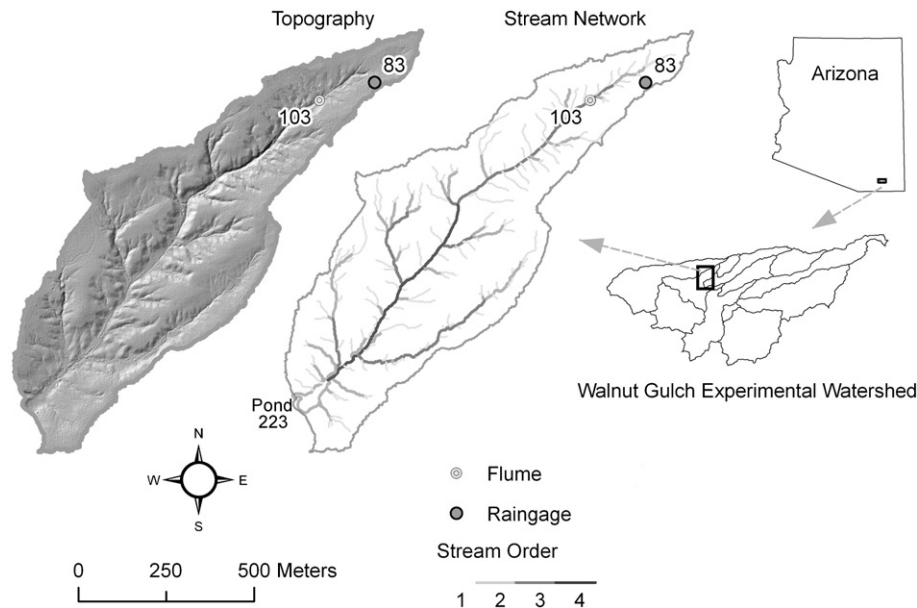 Topography
Stream Network
83
103
83
103
Arizona
Walnut Gulch Experimental Watershed
Pond
223
N
W E
S
Flume
Raingage
Stream Order
0 250 500 Meters
1 2 3 4